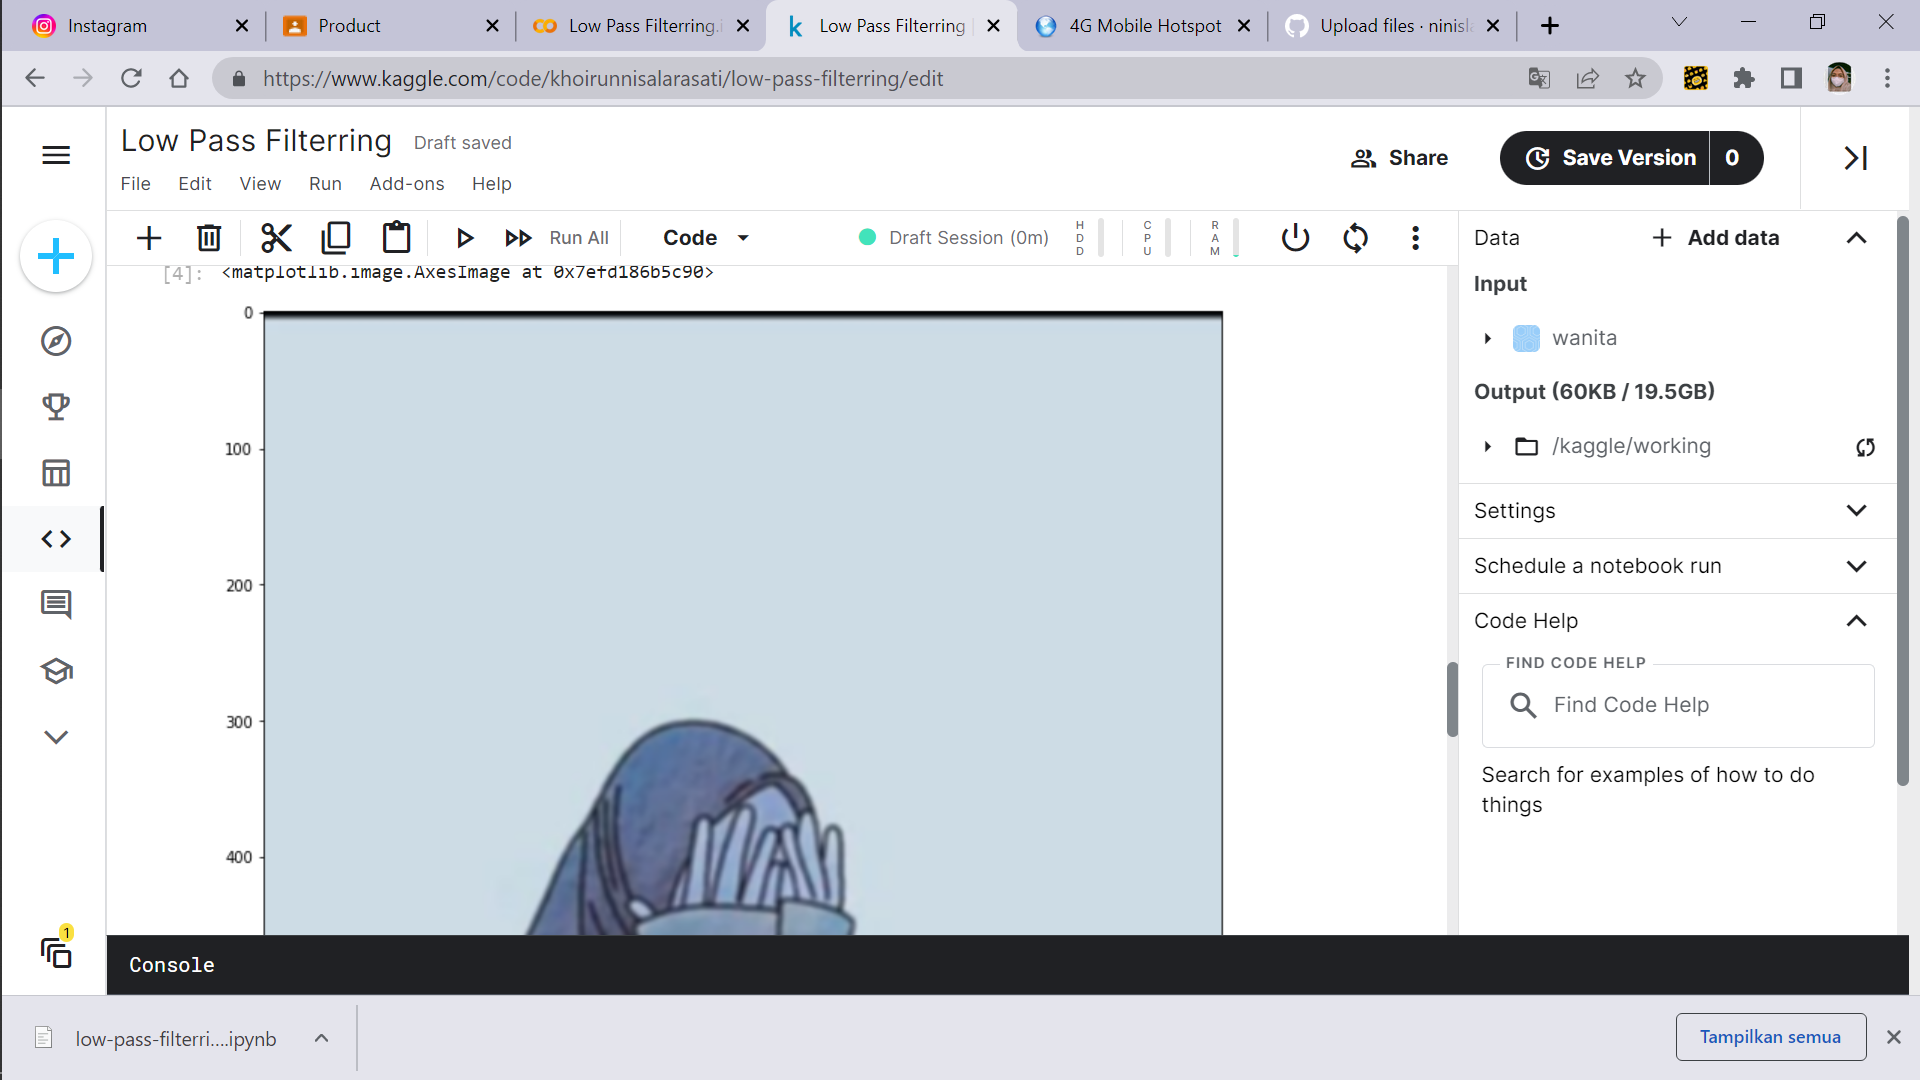 Instagram
Product
Low Pass Filterring.i
Low Pass Filterring
4G Mobile Hotspot
Upload files · ninisla
https://www.kaggle.com/code/khoirunnisalarasati/low-pass-filterring/edit
Low Pass Filterring
Draft saved
File Edit View Run Add-ons Help
Share
Save Version 0
Run All
Code
Draft Session (0m)
HDD
CPU
RAM
Data
Add data
[4]: <matplotlib.image.AxesImage at 0x7efd186b5c90>
0
100
200
300
400
Input
wanita
Output (60KB / 19.5GB)
/kaggle/working
Settings
Schedule a notebook run
Code Help
FIND CODE HELP
Find Code Help
Search for examples of how to do
things
1
Console
low-pass-filterri....ipynb
Tampilkan semua